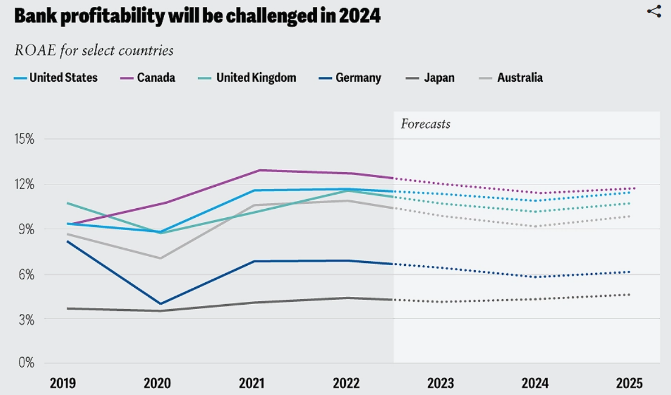 Bank profitability will be challenged in 2024
ROAE for select countries
United States Canada United Kingdom Germany Japan Australia
Forecasts
15%
12%
9%
6%
3%
0%
2019 2020 2021 2022 2023 2024 2025